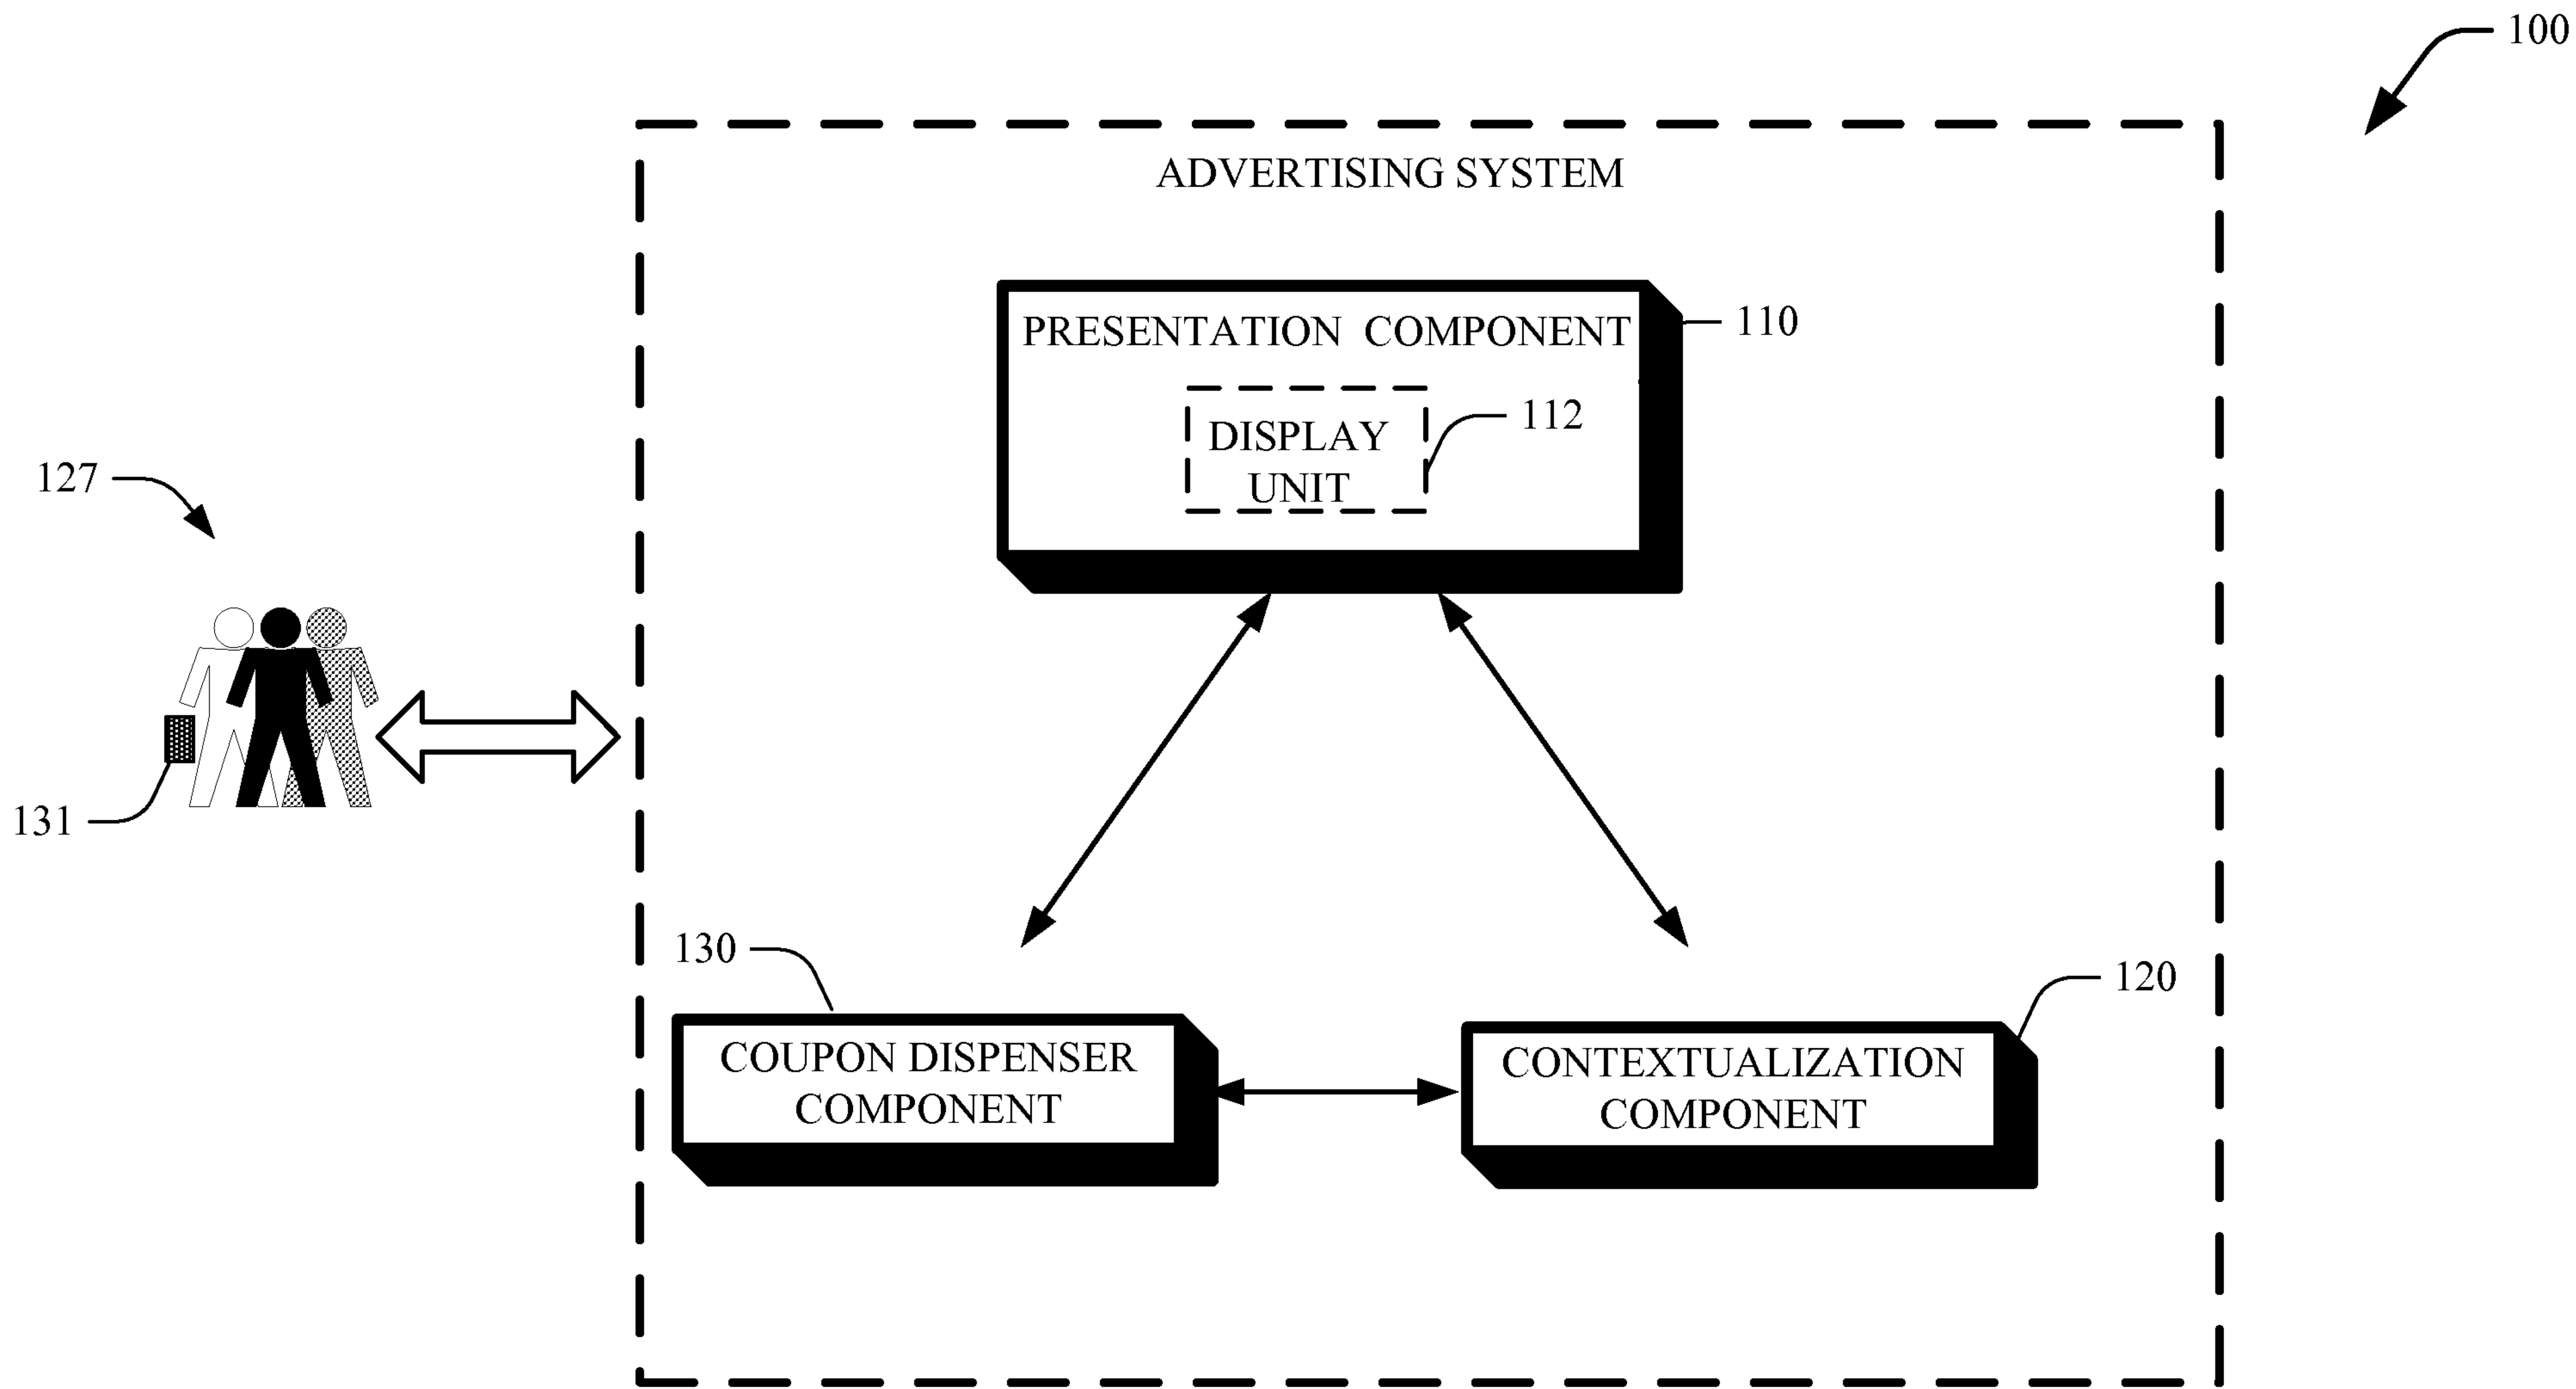 100
ADVERTISING SYSTEM
PRESENTATION COMPONENT
110
DISPLAY
UNIT
112
127
131
130
COUPON DISPENSER
COMPONENT
120
CONTEXTUALIZATION
COMPONENT